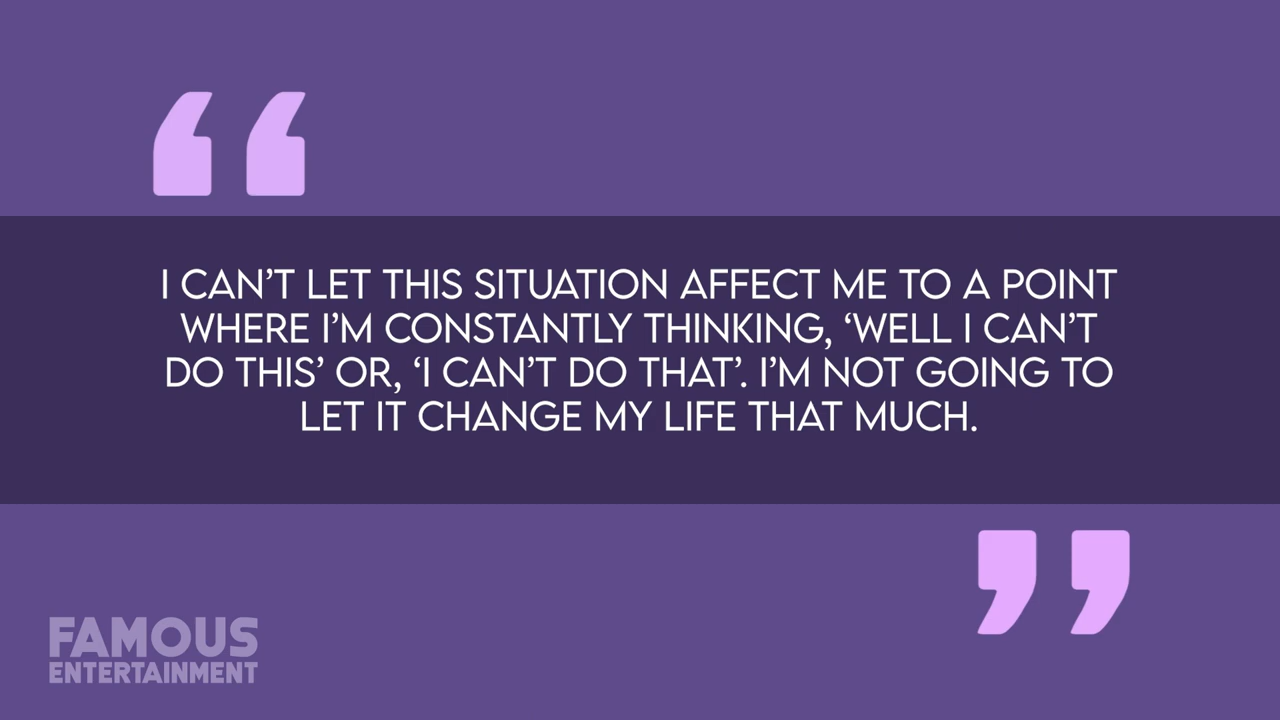 I CAN’T LET THIS SITUATION AFFECT ME TO A POINT
WHERE I’M CONSTANTLY THINKING, ‘WELL I CAN’T
DO THIS’ OR, ‘I CAN’T DO THAT’. I’M NOT GOING TO
LET IT CHANGE MY LIFE THAT MUCH.
FAMOUS
ENTERTAINMENT